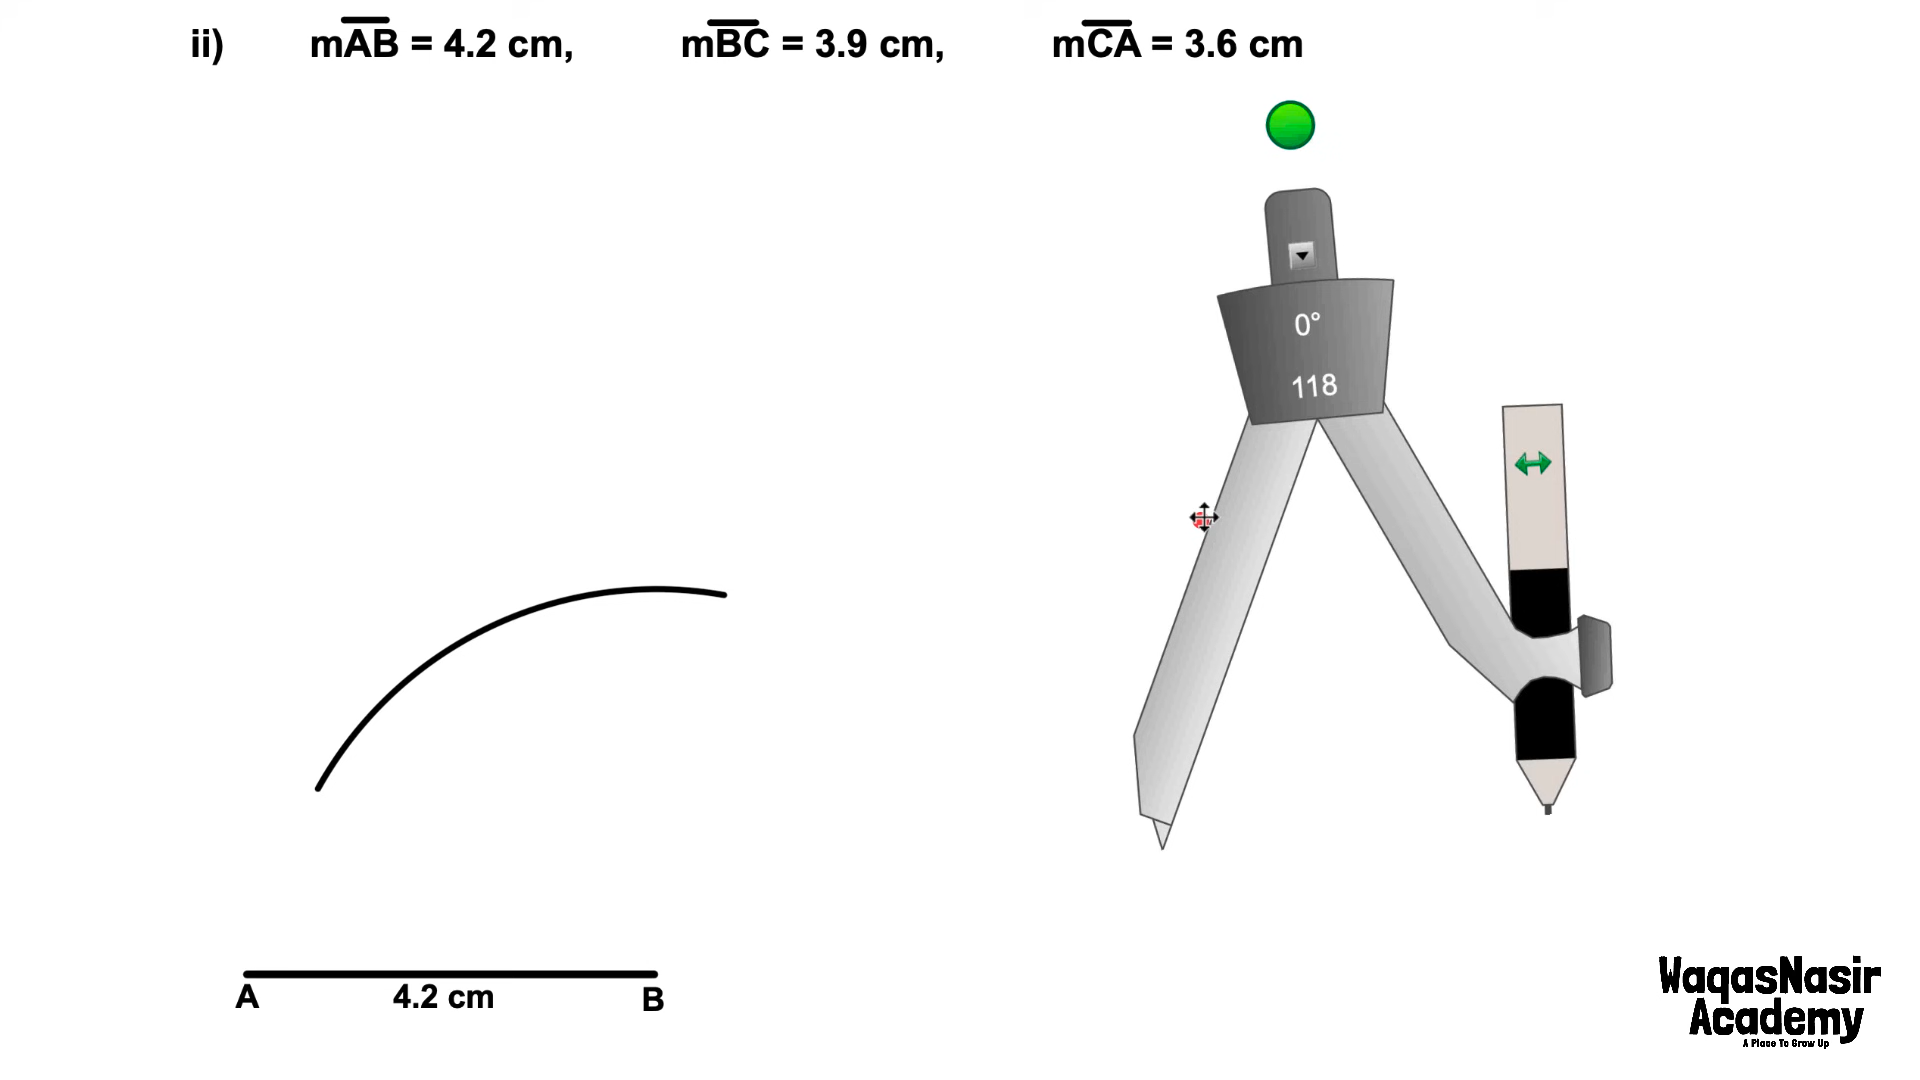 ii) mAB = 4.2 cm, mBC = 3.9 cm, mCA = 3.6 cm
0°
118
A 4.2 cm B
WaqasNasir
Academy
A Place To Grow Up